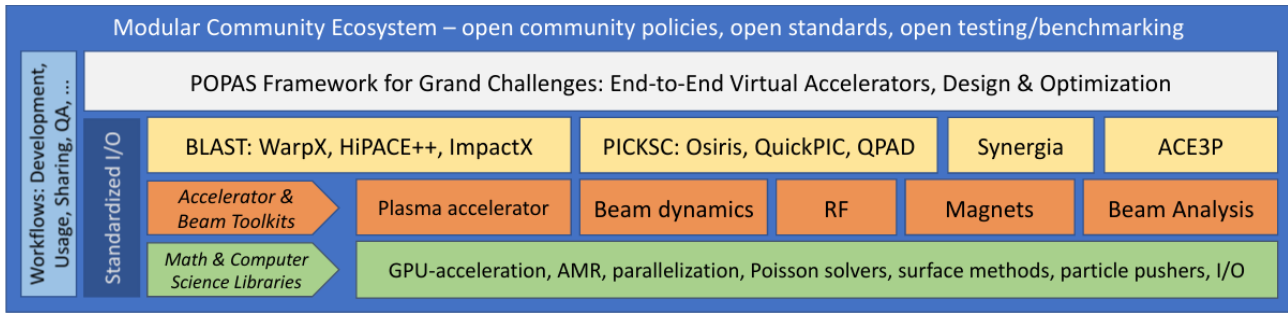 Modular Community Ecosystem – open community policies, open standards, open testing/benchmarking
Workflows: Development,
Usage, Sharing, QA, ...
POPAS Framework for Grand Challenges: End-to-End Virtual Accelerators, Design & Optimization
Standardized I/O
BLAST: WarpX, HiPACE++, ImpactX
PICKSC: Osiris, QuickPIC, QPAD
Synergia
ACE3P
Accelerator &
Beam Toolkits
Plasma accelerator
Beam dynamics
RF
Magnets
Beam Analysis
Math & Computer
Science Libraries
GPU-acceleration, AMR, parallelization, Poisson solvers, surface methods, particle pushers, I/O